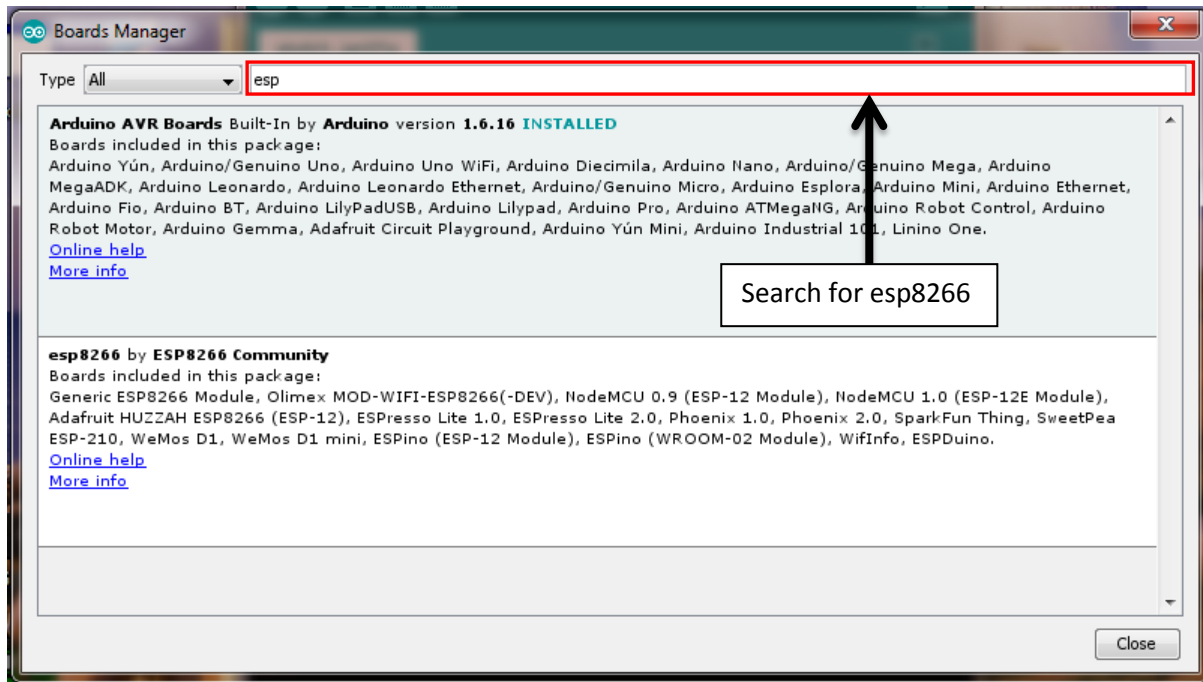 Boards Manager
Type All esp
Arduino AVR Boards Built-In by Arduino version 1.6.16 INSTALLED
Boards included in this package:
Arduino Yún, Arduino/Genuino Uno, Arduino Uno WiFi, Arduino Diecimila, Arduino Nano, Arduino/Genuino Mega, Arduino
MegaADK, Arduino Leonardo, Arduino Leonardo Ethernet, Arduino/Genuino Micro, Arduino Esplora, Arduino Mini, Arduino Ethernet,
Arduino Fio, Arduino BT, Arduino LilyPadUSB, Arduino Lilypad, Arduino Pro, Arduino ATMegaNG, Arduino Robot Control, Arduino
Robot Motor, Arduino Gemma, Adafruit Circuit Playground, Arduino Yún Mini, Arduino Industrial 101, Linino One.
Online help
More info
Search for esp8266
esp8266 by ESP8266 Community
Boards included in this package:
Generic ESP8266 Module, Olimex MOD-WIFI-ESP8266(-DEV), NodeMCU 0.9 (ESP-12 Module), NodeMCU 1.0 (ESP-12E Module),
Adafruit HUZZAH ESP8266 (ESP-12), ESPresso Lite 1.0, ESPresso Lite 2.0, Phoenix 1.0, Phoenix 2.0, SparkFun Thing, SweetPea
ESP-210, WeMos D1, WeMos D1 mini, ESPino (ESP-12 Module), ESPino (WROOM-02 Module), WifInfo, ESPDuino.
Online help
More info
Close